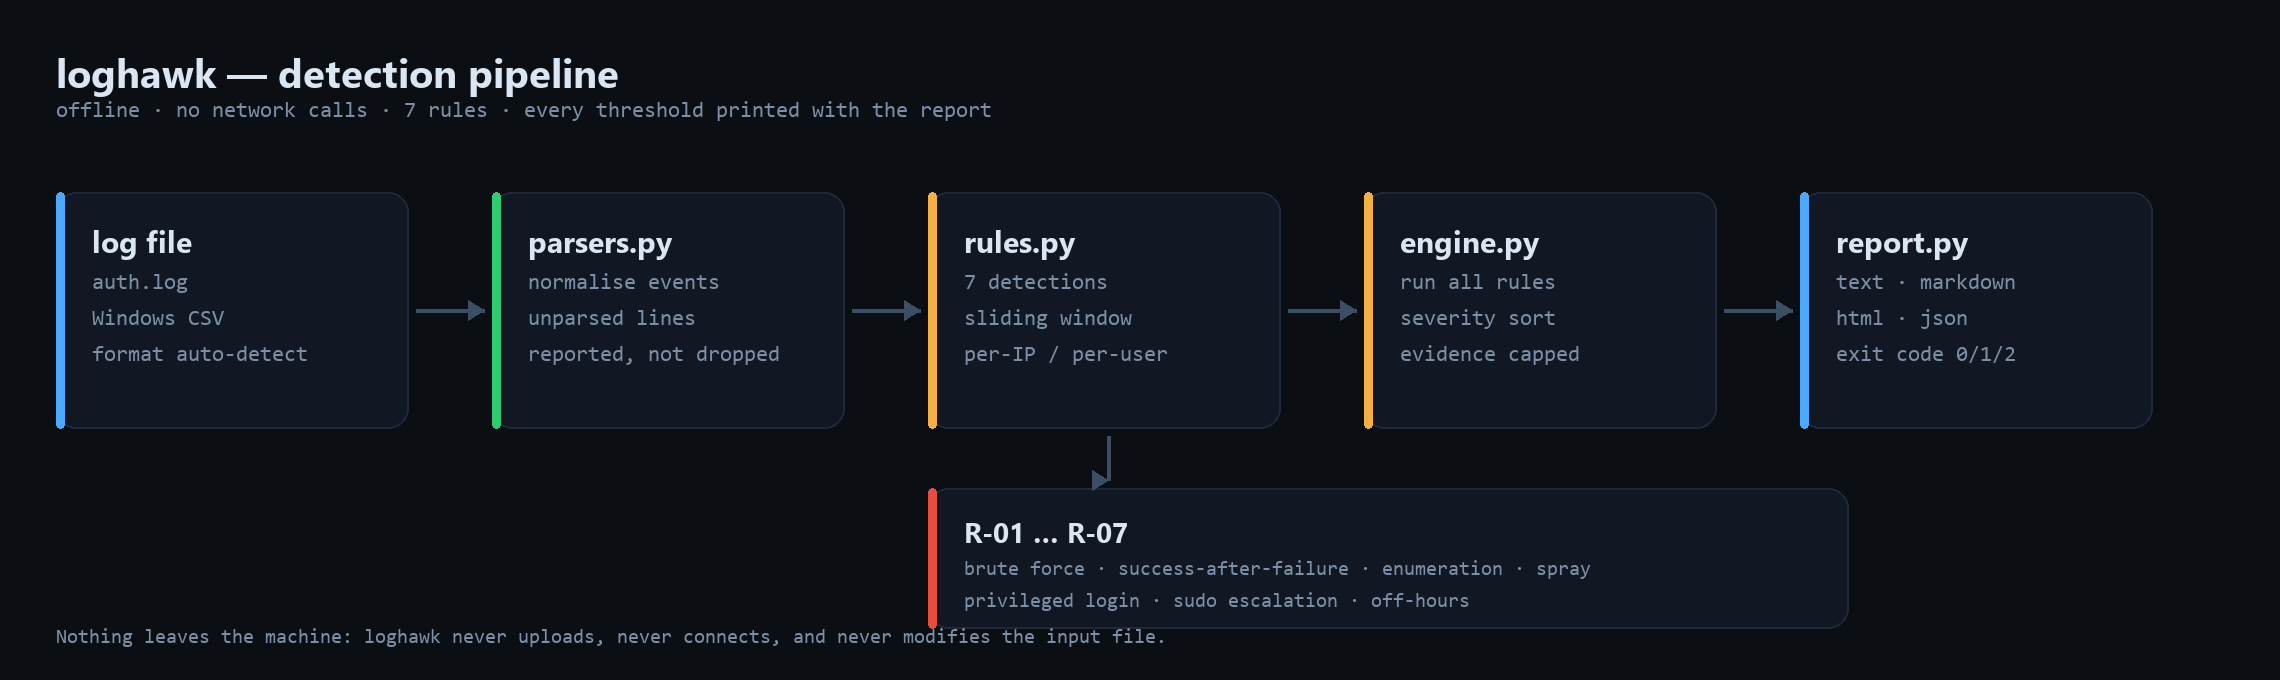 loghawk — detection pipeline
offline · no network calls · 7 rules · every threshold printed with the report
log file
auth.log
Windows CSV
format auto-detect
parsers.py
normalise events
unparsed lines
reported, not dropped
rules.py
7 detections
sliding window
per-IP / per-user
engine.py
run all rules
severity sort
evidence capped
report.py
text · markdown
html · json
exit code 0/1/2
R-01 … R-07
brute force · success-after-failure · enumeration · spray
privileged login · sudo escalation · off-hours
Nothing leaves the machine: loghawk never uploads, never connects, and never modifies the input file.